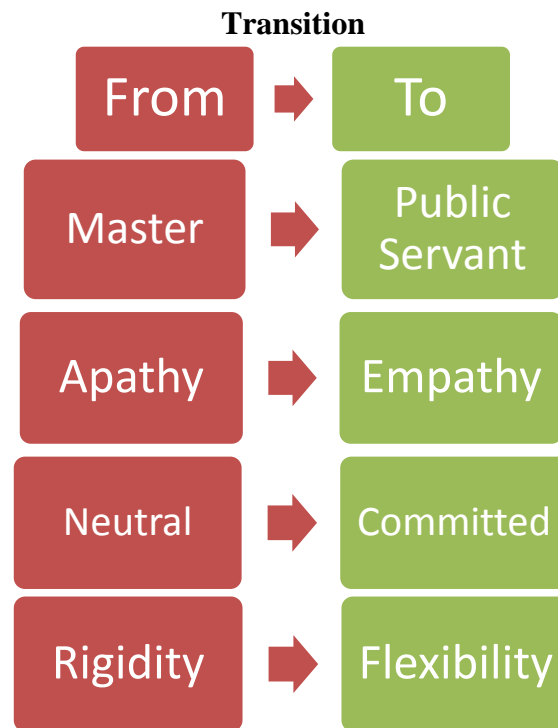 Transition
From
To
Master
Public
Servant
Apathy
Empathy
Neutral
Committed
Rigidity
Flexibility